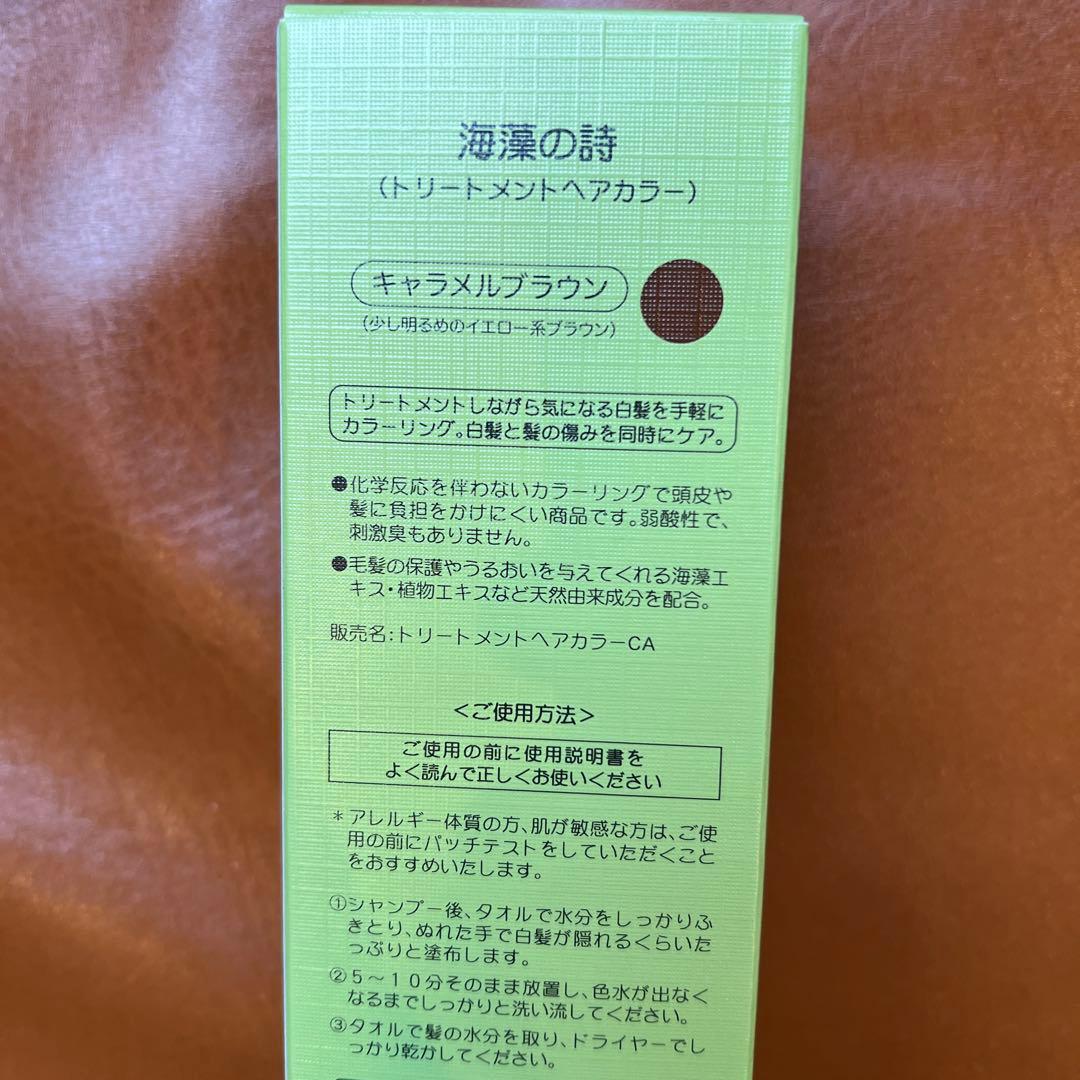 海藻の詩
(トリートメントヘアカラー)
キャラメルブラウン
(少し明るめのイエロー系ブラウン)
トリートメントしながら気になる白髪を手軽に
カラーリング。白髪と髪の傷みを同時にケア。
●化学反応を伴わないカラーリングで頭皮や
髪に負担をかけにくい商品です。弱酸性で、
刺激臭もありません。
●毛髪の保護やうるおいを与えてくれる海藻エ
キス・植物エキスなど天然由来成分を配合。
販売名:トリートメントヘアカラーCA
<ご使用方法>
ご使用の前に使用説明書を
よく読んで正しくお使いください
*アレルギー体質の方、肌が敏感な方は、ご使
用の前にパッチテストをしていただくこと
をおすすめいたします。
①シャンプー後、タオルで水分をしっかりふ
きとり、ぬれた手で白髪が隠れるくらいた
っぷりと塗布します。
②5~10分そのまま放置し、色水が出なく
なるまでしっかりと洗い流してください。
③タオルで髪の水分を取り、ドライヤーでし
っかり乾かしてください。